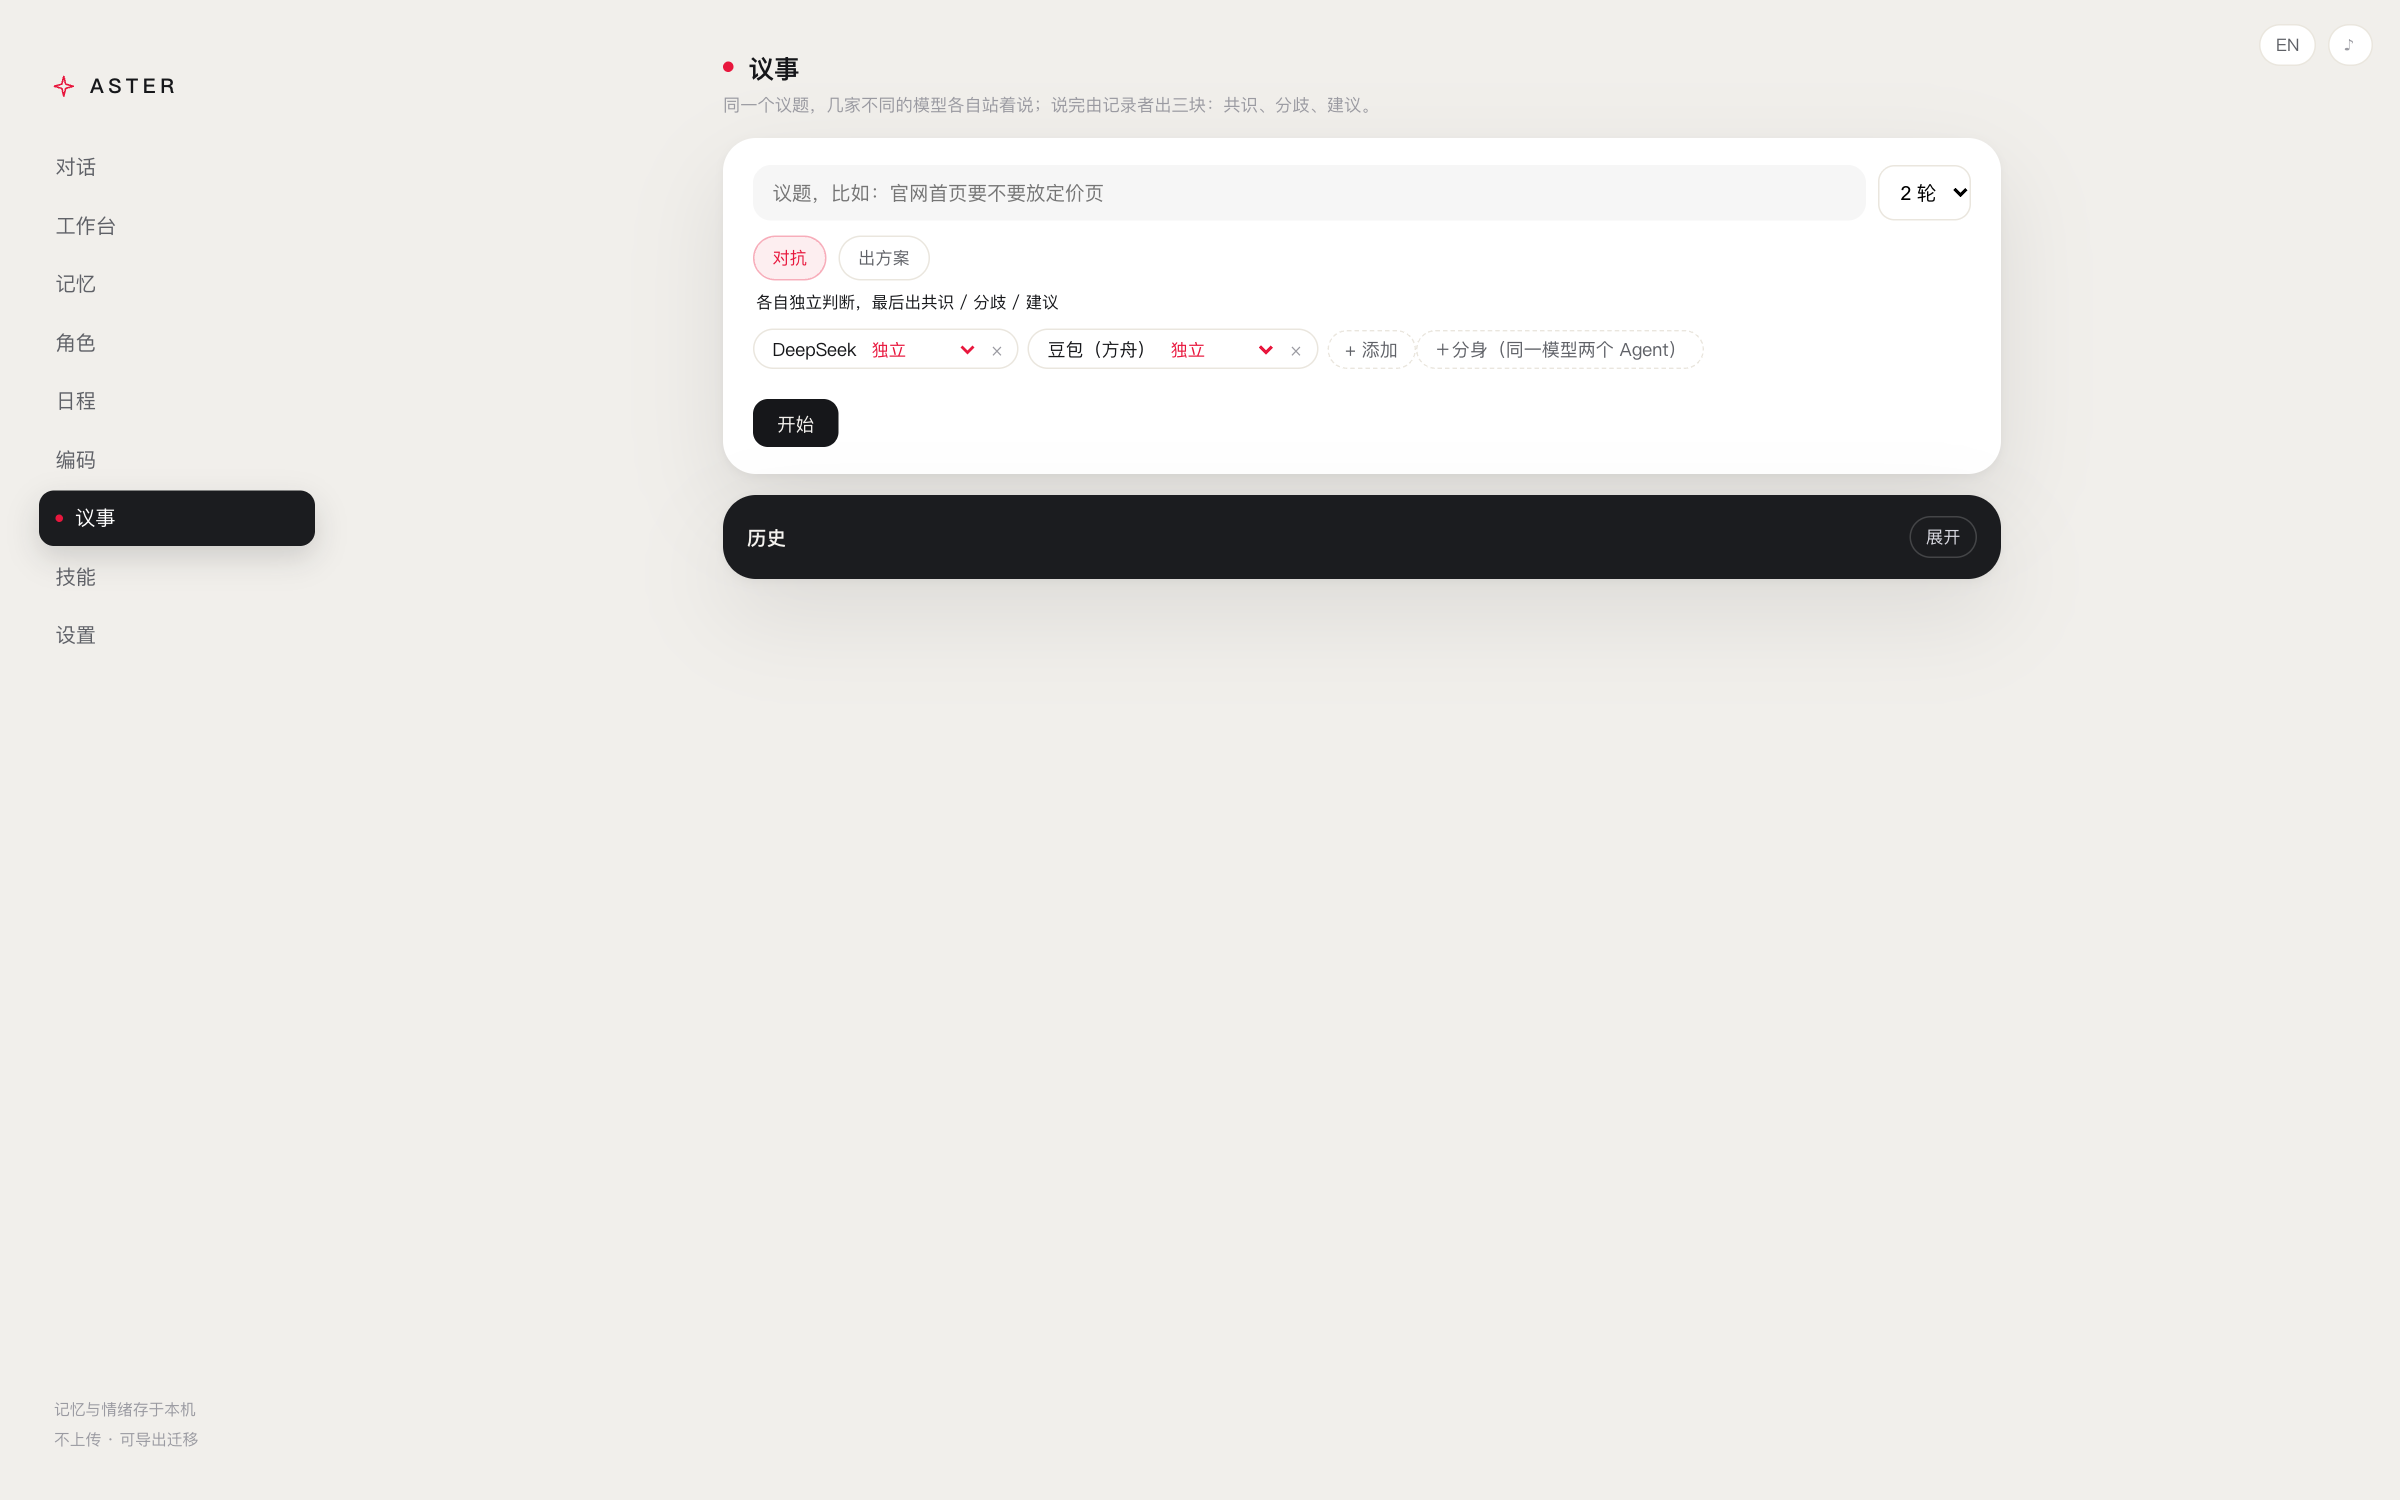 EN
♪
ASTER
对话
工作台
记忆
角色
日程
编码
议事
技能
设置
记忆与情绪存于本机
不上传 · 可导出迁移
议事
同一个议题，几家不同的模型各自站着说；说完由记录者出三块：共识、分歧、建议。
议题，比如：官网首页要不要放定价页
2 轮
对抗
出方案
各自独立判断，最后出共识 / 分歧 / 建议
DeepSeek 独立 ×
豆包（方舟） 独立 ×
+ 添加
＋分身（同一模型两个 Agent）
开始
历史
展开